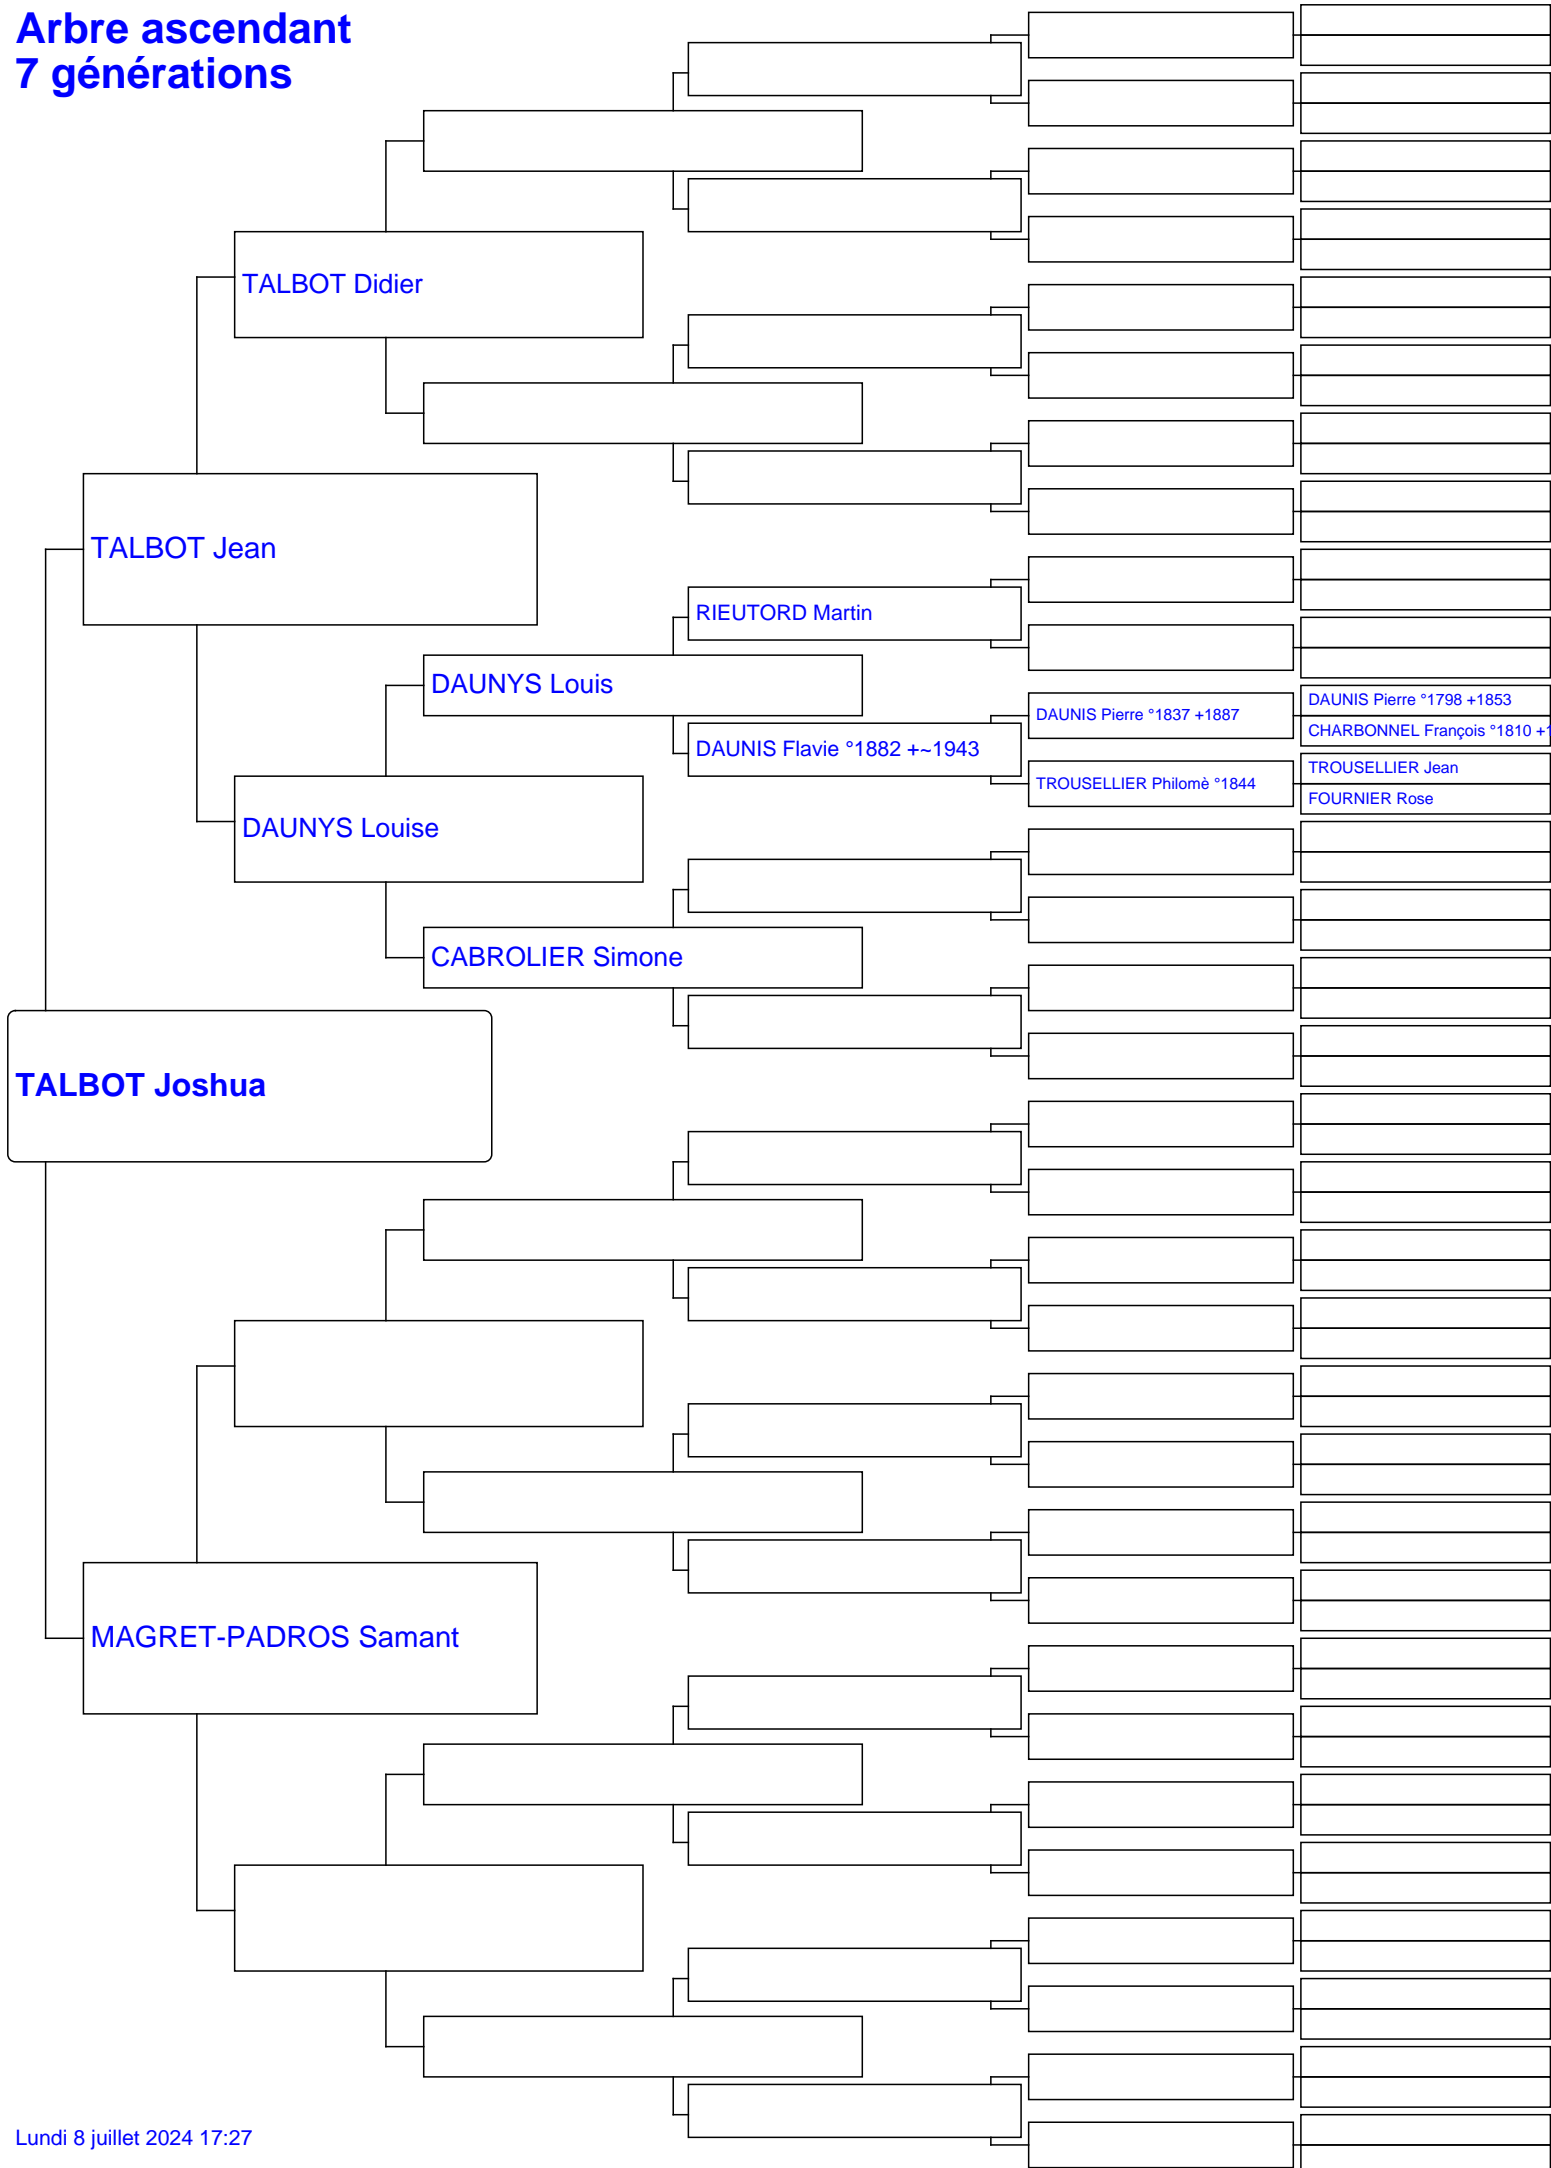 Arbre ascendant
7 générations
TALBOT Didier
TALBOT Jean
RIEUTORD Martin
DAUNYS Louis
DAUNIS Pierre °1798 +1853
DAUNIS Pierre °1837 +1887
CHARBONNEL François °1810 +1
DAUNIS Flavie °1882 +~1943
TROUSELLIER Jean
TROUSELLIER Philomè °1844
FOURNIER Rose
DAUNYS Louise
CABROLIER Simone
TALBOT Joshua
MAGRET-PADROS Samant
Lundi 8 juillet 2024 17:27